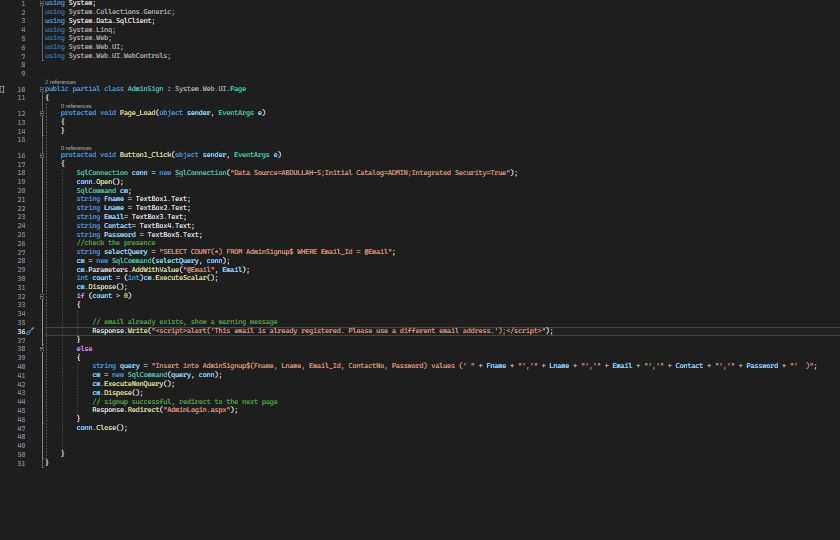 1 using System;
2 using System.Collections.Generic;
3 using System.Data.SqlClient;
4 using System.Linq;
5 using System.Web;
6 using System.Web.UI;
7 using System.Web.UI.WebControls;
8
9
2 references
10 public partial class AdminSign : System.Web.UI.Page
11 {
0 references
12 protected void Page_Load(object sender, EventArgs e)
13 {
14 }
15
0 references
16 protected void Button1_Click(object sender, EventArgs e)
17 {
18 SqlConnection conn = new SqlConnection("Data Source=ABDULLAH-S;Initial Catalog=ADMIN;Integrated Security=True");
19 conn.Open();
20 SqlCommand cm;
21 string Fname = TextBox1.Text;
22 string Lname = TextBox2.Text;
23 string Email= TextBox3.Text;
24 string Contact= TextBox4.Text;
25 string Password = TextBox5.Text;
26 //check the presence
27 string selectQuery = "SELECT COUNT(*) FROM AdminSignup$ WHERE Email_Id = @Email";
28 cm = new SqlCommand(selectQuery, conn);
29 cm.Parameters.AddWithValue("@Email", Email);
30 int count = (int)cm.ExecuteScalar();
31 cm.Dispose();
32 if (count > 0)
33 {
34
35 // email already exists, show a warning message
36 Response.Write("<script>alert('This email is already registered. Please use a different email address.');</script>");
37 }
38 else
39 {
40 string query = "Insert into AdminSignup$(Fname, Lname, Email_Id, ContactNo, Password) values (' " + Fname + "','" + Lname + "','" + Email + "','" + Contact + "','" + Password + "'  )";
41 cm = new SqlCommand(query, conn);
42 cm.ExecuteNonQuery();
43 cm.Dispose();
44 // signup successful, redirect to the next page
45 Response.Redirect("AdminLogin.aspx");
46 }
47 conn.Close();
48
49
50 }
51 }